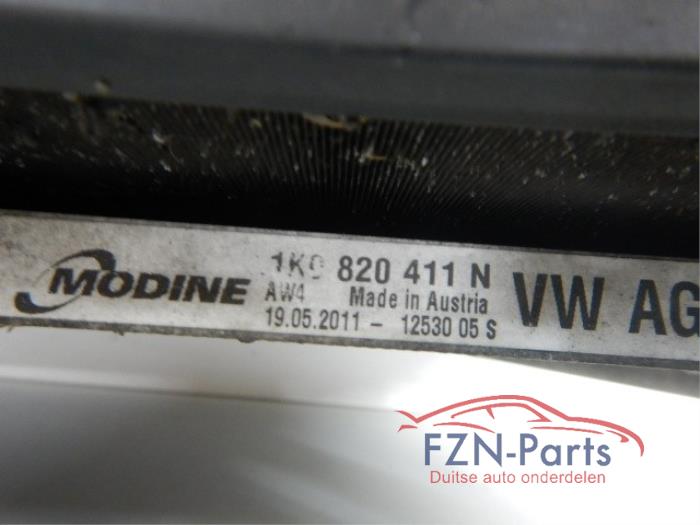 MODINE
1K0 820 411 N
AW4 Made in Austria
19.05.2011 - 12530 05 S
VW AG
FZN-Parts
Duitse auto onderdelen